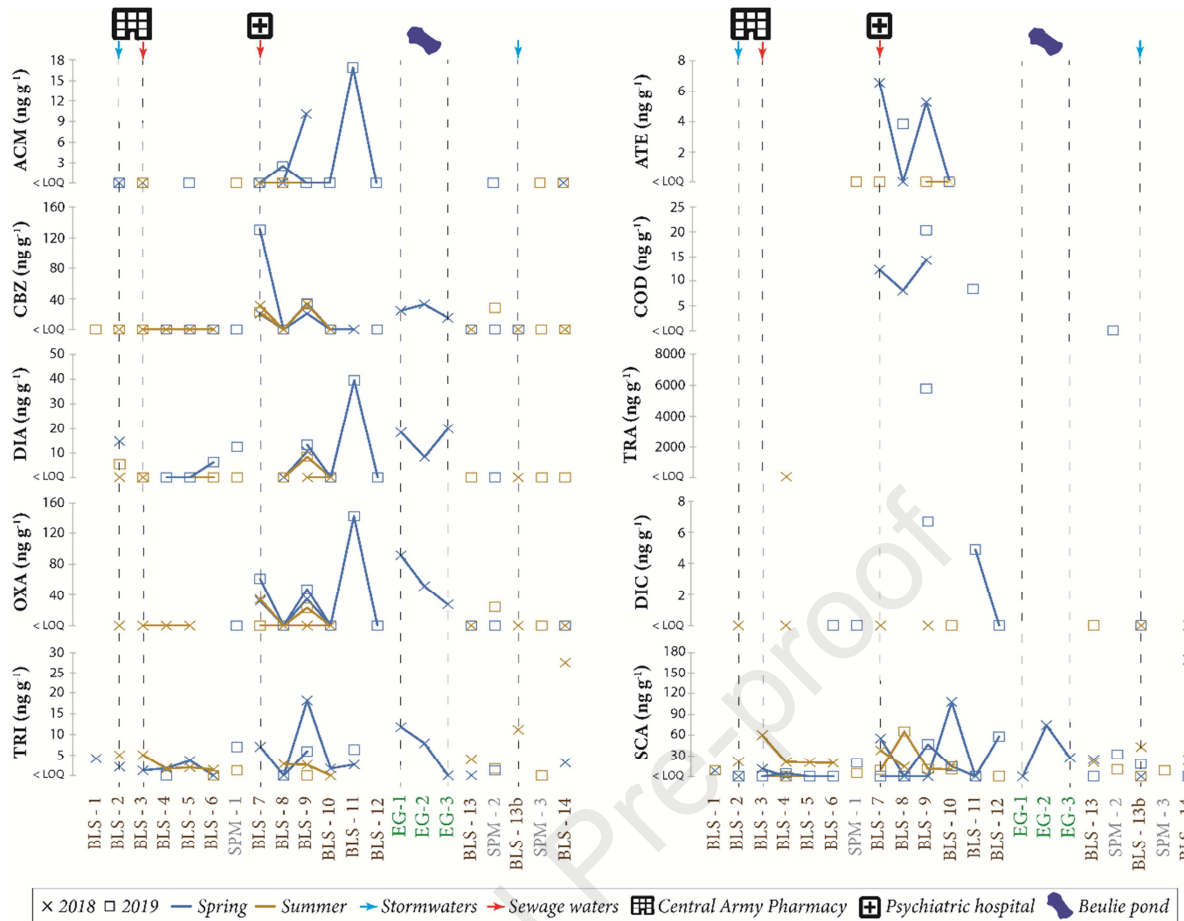 ACM (ng g-1)
18
15
12
9
6
3
< LOQ
CBZ (ng g-1)
160
120
80
40
< LOQ
DIA (ng g-1)
50
40
30
20
10
< LOQ
OXA (ng g-1)
160
120
80
40
< LOQ
TRI (ng g-1)
30
25
20
15
10
5
< LOQ
BLS - 1
BLS - 2
BLS - 3
BLS - 4
BLS - 5
BLS - 6
SPM - 1
BLS - 7
BLS - 8
BLS - 9
BLS - 10
BLS - 11
BLS - 12
EG-1
EG-2
EG-3
BLS - 13
SPM - 2
BLS - 13b
SPM - 3
BLS - 14
ATE (ng g-1)
8
6
4
2
< LOQ
COD (ng g-1)
25
20
15
10
5
< LOQ
TRA (ng g-1)
8000
6000
4000
2000
< LOQ
DIC (ng g-1)
8
6
4
2
< LOQ
SCA (ng g-1)
180
150
120
90
60
30
< LOQ
BLS - 1
BLS - 2
BLS - 3
BLS - 4
BLS - 5
BLS - 6
SPM - 1
BLS - 7
BLS - 8
BLS - 9
BLS - 10
BLS - 11
BLS - 12
EG-1
EG-2
EG-3
BLS - 13
SPM - 2
BLS - 13b
SPM - 3
BLS - 14
Pre-proof
2018 2019 Spring Summer Stormwaters Sewage waters Central Army Pharmacy Psychiatric hospital Beulie pond